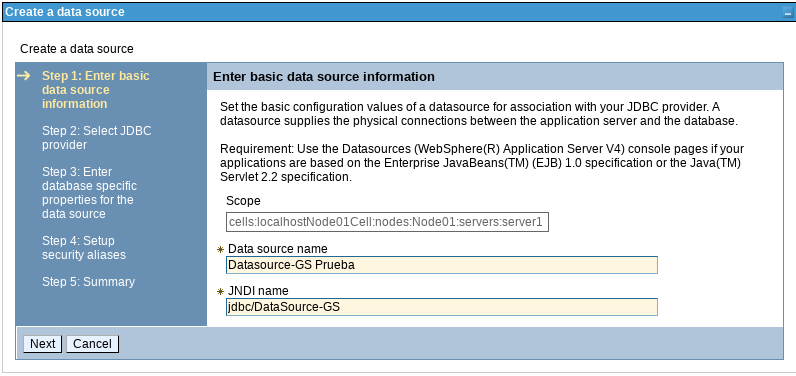 Create a data source
Create a data source
Step 1: Enter basic
data source
information
Step 2: Select JDBC
provider
Step 3: Enter
database specific
properties for the
data source
Step 4: Setup
security aliases
Step 5: Summary
Enter basic data source information
Set the basic configuration values of a datasource for association with your JDBC provider. A
datasource supplies the physical connections between the application server and the database.
Requirement: Use the Datasources (WebSphere(R) Application Server V4) console pages if your
applications are based on the Enterprise JavaBeans(TM) (EJB) 1.0 specification or the Java(TM)
Servlet 2.2 specification.
Scope
cells:localhostNode01Cell:nodes:Node01:servers:server1
Data source name
Datasource-GS Prueba
JNDI name
jdbc/DataSource-GS
Next Cancel